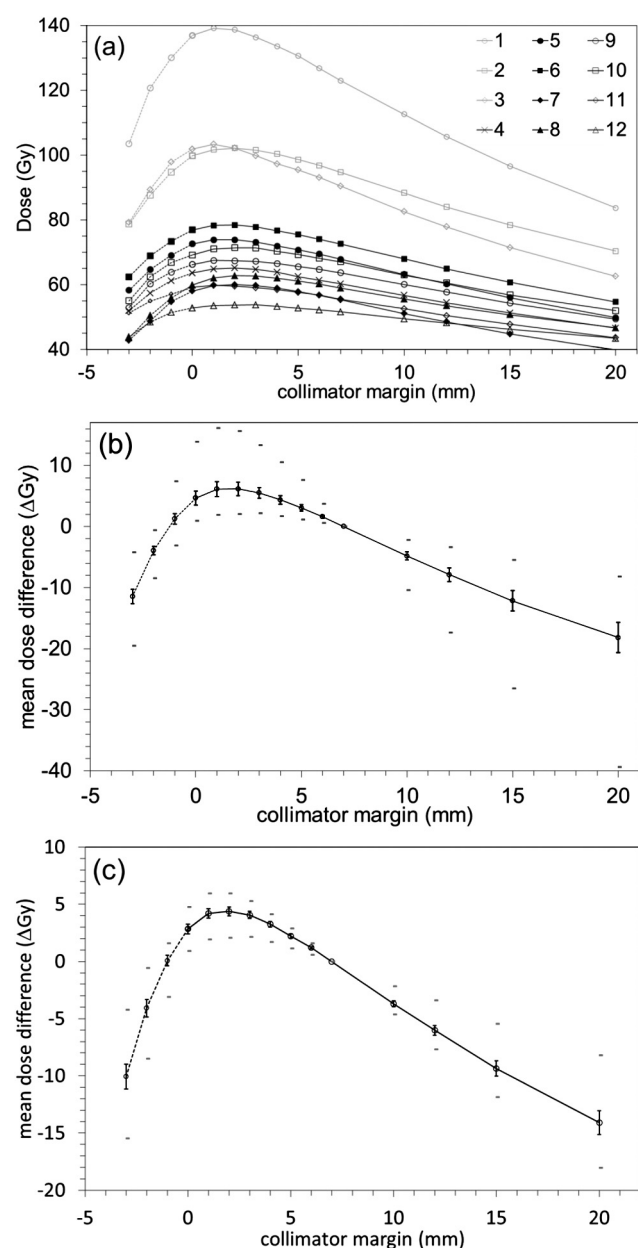 (a)
140
120
100
80
60
40
Dose (Gy)
1 5 9
2 6 10
3 7 11
4 8 12
-5 0 5 10 15 20
collimator margin (mm)
(b)
10
0
-10
-20
-30
-40
mean dose difference (ΔGy)
-5 0 5 10 15 20
collimator margin (mm)
(c)
10
5
0
-5
-10
-15
-20
mean dose difference (ΔGy)
-5 0 5 10 15 20
collimator margin (mm)